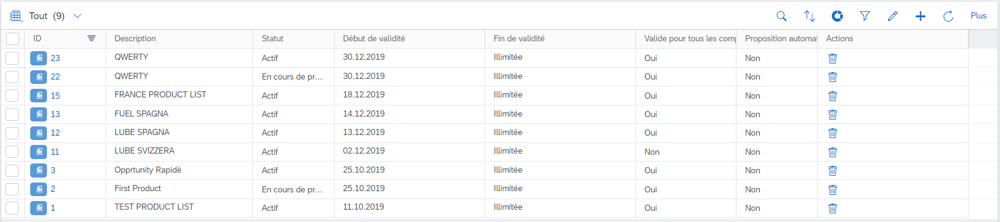 Tout (9)
Plus
ID Description Statut Début de validité Fin de validité Valide pour tous les comp Proposition automat Actions
23 QWERTY Actif 30.12.2019 Illimitée Oui Non
22 QWERTY En cours de pr... 30.12.2019 Illimitée Oui Non
15 FRANCE PRODUCT LIST Actif 18.12.2019 Illimitée Oui Non
13 FUEL SPAGNA Actif 14.12.2019 Illimitée Oui Non
12 LUBE SPAGNA Actif 13.12.2019 Illimitée Oui Non
11 LUBE SVIZZERA Actif 02.12.2019 Illimitée Non Non
3 Opprtunity Rapidè Actif 25.10.2019 Illimitée Oui Non
2 First Product En cours de pr... 25.10.2019 Illimitée Oui Non
1 TEST PRODUCT LIST Actif 11.10.2019 Illimitée Oui Non